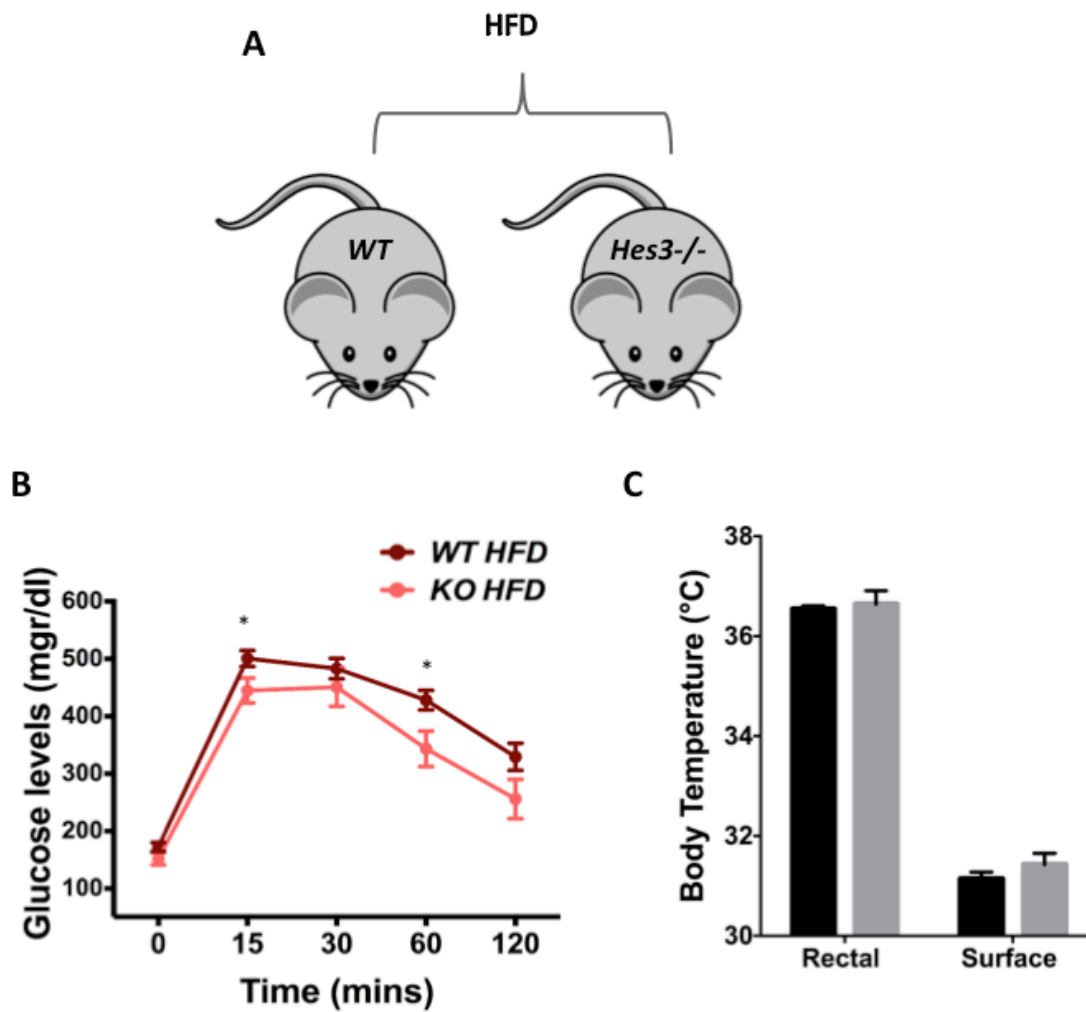 A
HFD
WT
Hes3-/-
B
WT HFD
KO HFD
Glucose levels (mgr/dl)
600
500
400
300
200
100
*
*
0 15 30 60 120
Time (mins)
C
Body Temperature (°C)
38
36
34
32
30
Rectal Surface